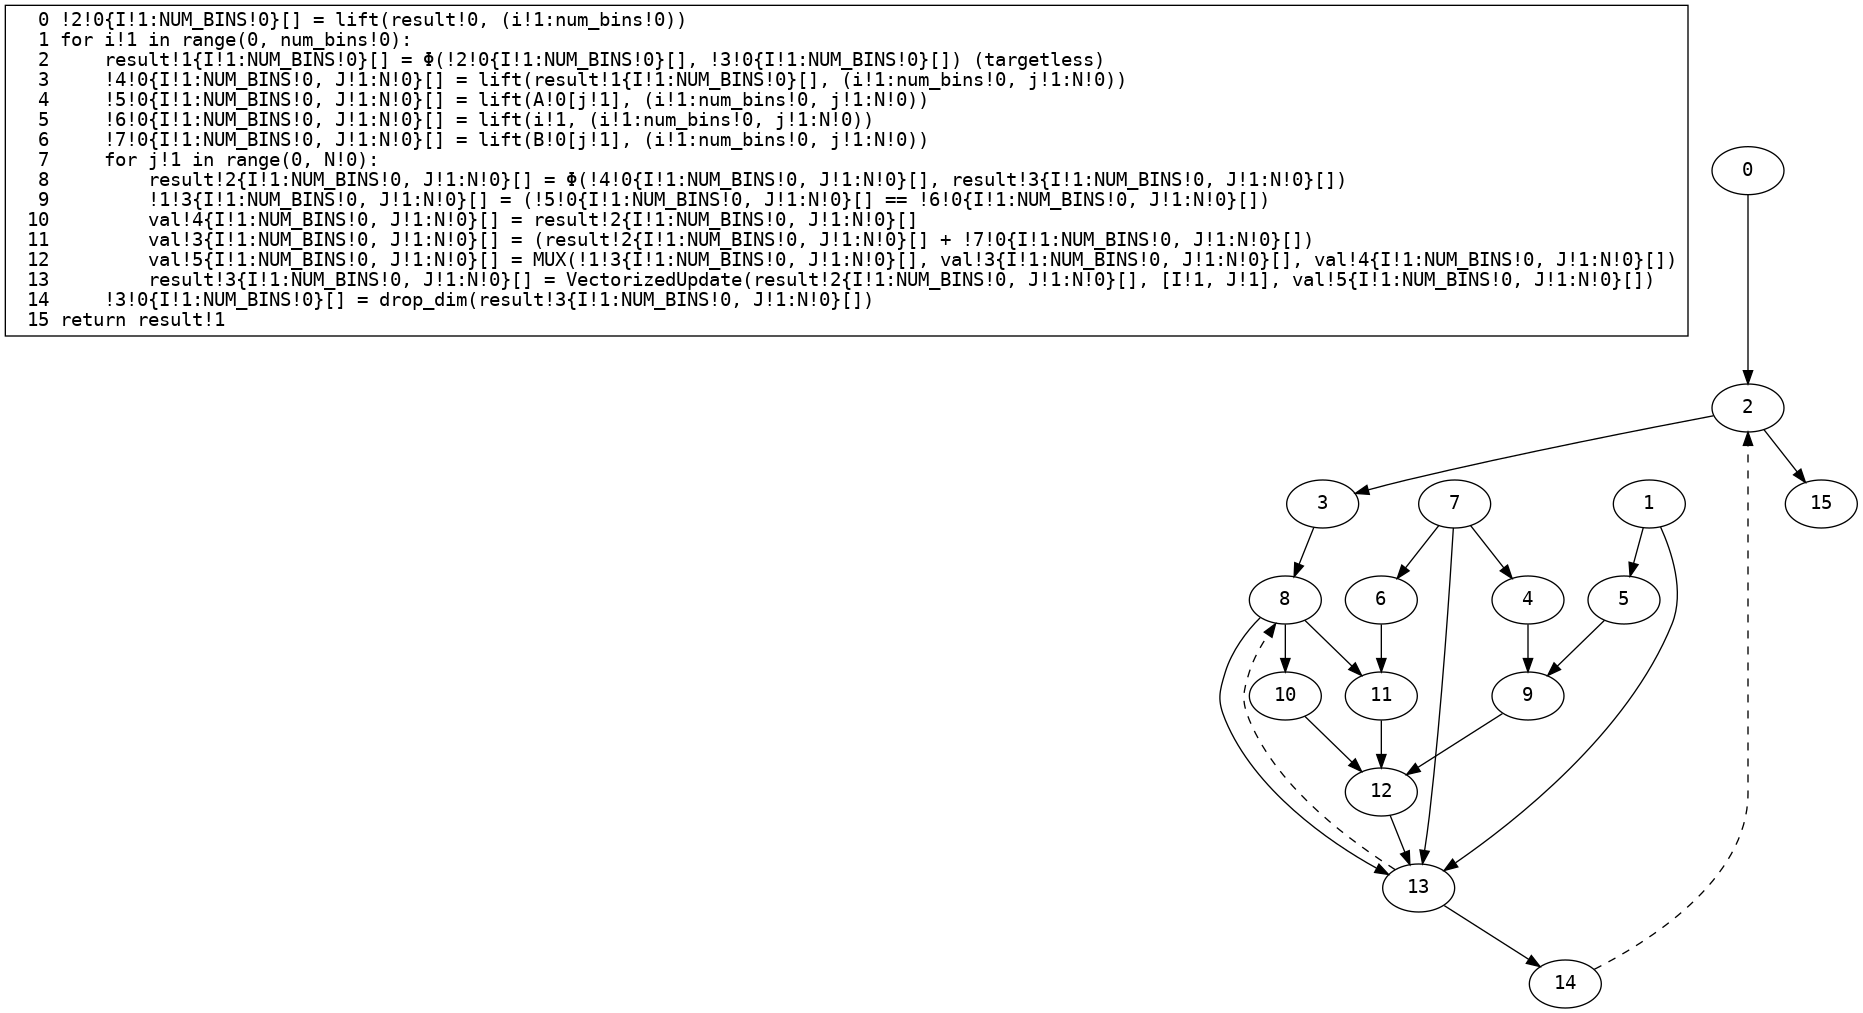 0 !2!0{I!1:NUM_BINS!0}[] = lift(result!0, (i!1:num_bins!0))
1 for i!1 in range(0, num_bins!0):
2     result!1{I!1:NUM_BINS!0}[] = Φ(!2!0{I!1:NUM_BINS!0}[], !3!0{I!1:NUM_BINS!0}[]) (targetless)
3     !4!0{I!1:NUM_BINS!0, J!1:N!0}[] = lift(result!1{I!1:NUM_BINS!0}[], (i!1:num_bins!0, j!1:N!0))
4     !5!0{I!1:NUM_BINS!0, J!1:N!0}[] = lift(A!0[j!1], (i!1:num_bins!0, j!1:N!0))
5     !6!0{I!1:NUM_BINS!0, J!1:N!0}[] = lift(i!1, (i!1:num_bins!0, j!1:N!0))
6     !7!0{I!1:NUM_BINS!0, J!1:N!0}[] = lift(B!0[j!1], (i!1:num_bins!0, j!1:N!0))
7     for j!1 in range(0, N!0):
8         result!2{I!1:NUM_BINS!0, J!1:N!0}[] = Φ(!4!0{I!1:NUM_BINS!0, J!1:N!0}[], result!3{I!1:NUM_BINS!0, J!1:N!0}[])
9         !1!3{I!1:NUM_BINS!0, J!1:N!0}[] = (!5!0{I!1:NUM_BINS!0, J!1:N!0}[] == !6!0{I!1:NUM_BINS!0, J!1:N!0}[])
10         val!4{I!1:NUM_BINS!0, J!1:N!0}[] = result!2{I!1:NUM_BINS!0, J!1:N!0}[]
11         val!3{I!1:NUM_BINS!0, J!1:N!0}[] = (result!2{I!1:NUM_BINS!0, J!1:N!0}[] + !7!0{I!1:NUM_BINS!0, J!1:N!0}[])
12         val!5{I!1:NUM_BINS!0, J!1:N!0}[] = MUX(!1!3{I!1:NUM_BINS!0, J!1:N!0}[], val!3{I!1:NUM_BINS!0, J!1:N!0}[], val!4{I!1:NUM_BINS!0, J!1:N!0}[])
13         result!3{I!1:NUM_BINS!0, J!1:N!0}[] = VectorizedUpdate(result!2{I!1:NUM_BINS!0, J!1:N!0}[], [I!1, J!1], val!5{I!1:NUM_BINS!0, J!1:N!0}[])
14     !3!0{I!1:NUM_BINS!0}[] = drop_dim(result!3{I!1:NUM_BINS!0, J!1:N!0}[])
15 return result!1
0
2
3 7 1 15
8 6 4 5
10 11 9
12
13
14